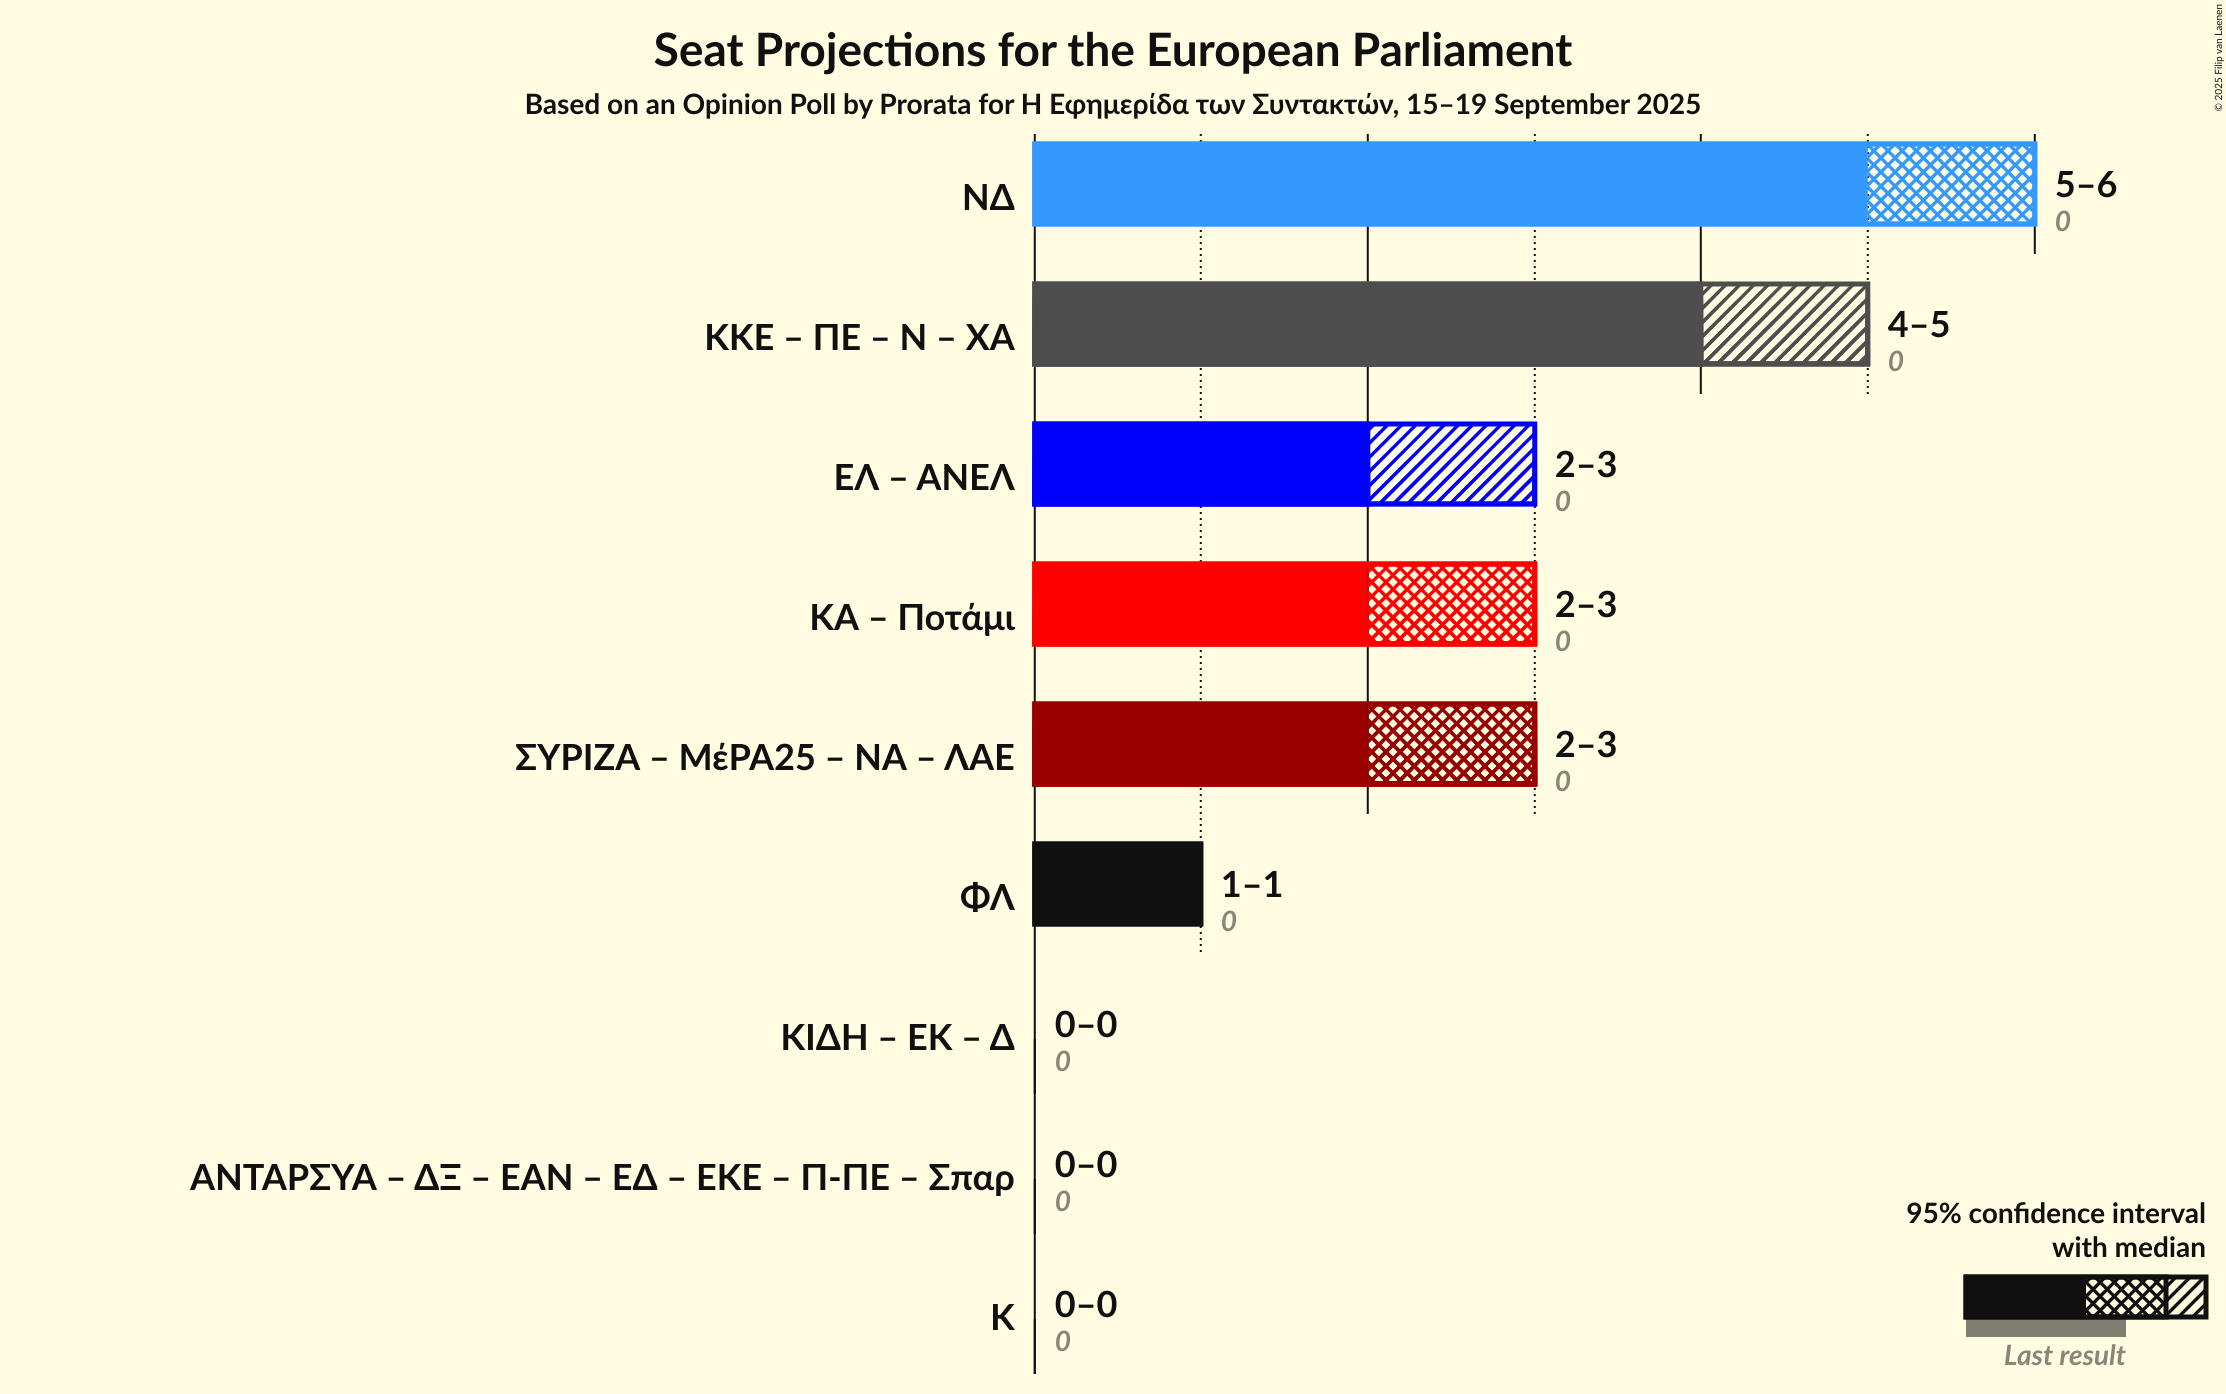 Seat Projections for the European Parliament
Based on an Opinion Poll by Prorata for Η Εφημερίδα των Συντακτών, 15–19 September 2025
© 2025 Filip van Laenen
ΝΔ
5–6
0
ΚΚΕ – ΠΕ – Ν – ΧΑ
4–5
0
ΕΛ – ΑΝΕΛ
2–3
0
ΚΑ – Ποτάμι
2–3
0
ΣΥΡΙΖΑ – ΜέΡΑ25 – ΝΑ – ΛΑΕ
2–3
0
ΦΛ
1–1
0
ΚΙΔΗ – ΕΚ – Δ
0–0
0
ΑΝΤΑΡΣΥΑ – ΔΞ – ΕΑΝ – ΕΔ – ΕΚΕ – Π-ΠΕ – Σπαρ
0–0
0
Κ
0–0
0
95% confidence interval
with median
Last result